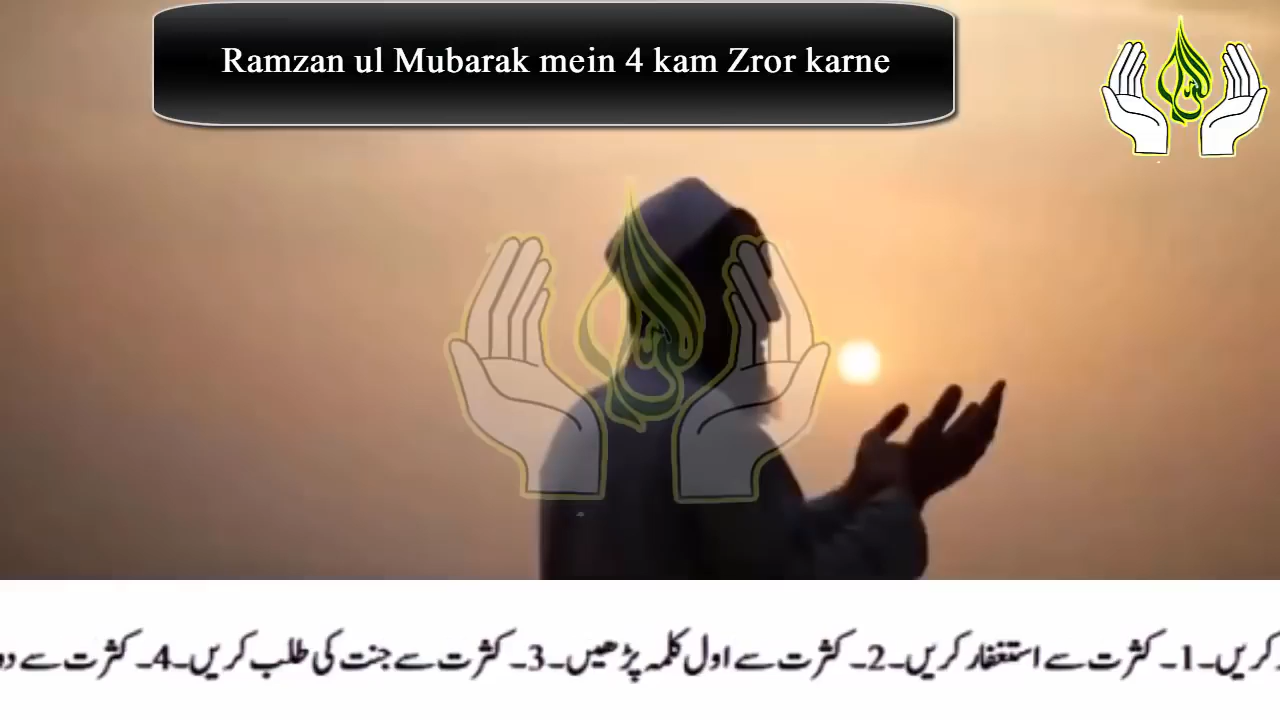 Ramzan ul Mubarak mein 4 kam Zror karne
کریں۔1۔ کثرت سے استغفار کریں۔2۔ کثرت سے اول کلمہ پڑھیں۔3۔ کثرت سے جنت کی طلب کریں۔4۔ کثرت سے